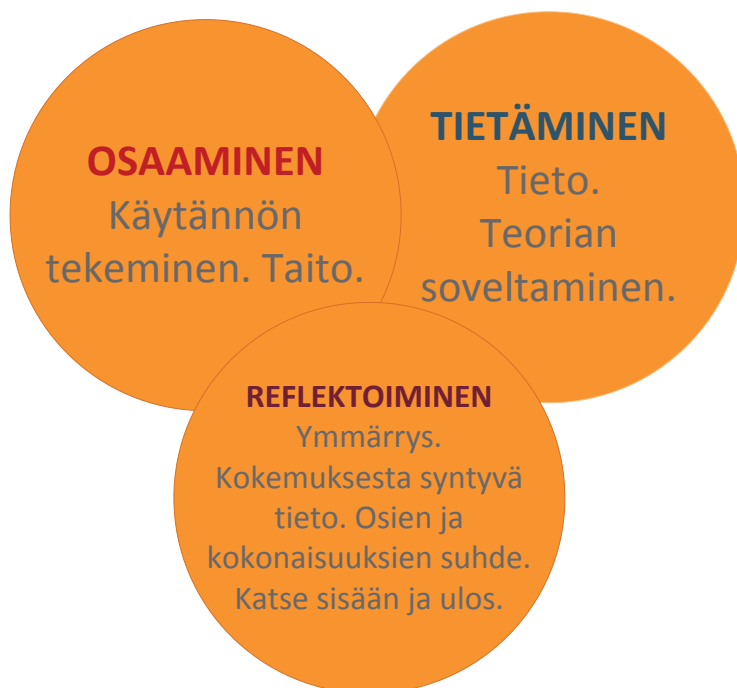 OSAAMINEN
Käytännön
tekeminen. Taito.
TIETÄMINEN
Tieto.
Teorian
soveltaminen.
REFLEKTOIMINEN
Ymmärrys.
Kokemuksesta syntyvä
tieto. Osien ja
kokonaisuuksien suhde.
Katse sisään ja ulos.